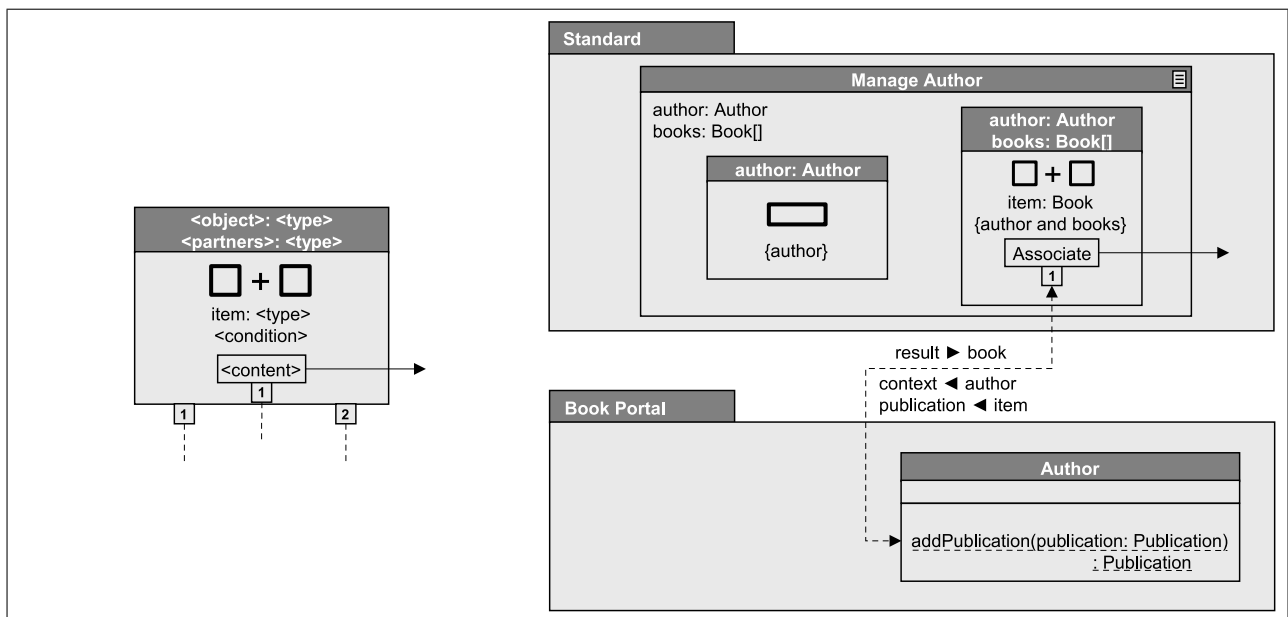 <object>: <type>
<partners>: <type>
+
item: <type>
<condition>
<content>
1
1
2
Standard
Manage Author
author: Author
books: Book[]
author: Author
{author}
author: Author
books: Book[]
+
item: Book
{author and books}
Associate
1
result ► book
context ◄ author
publication ◄ item
Book Portal
Author
addPublication(publication: Publication)
: Publication